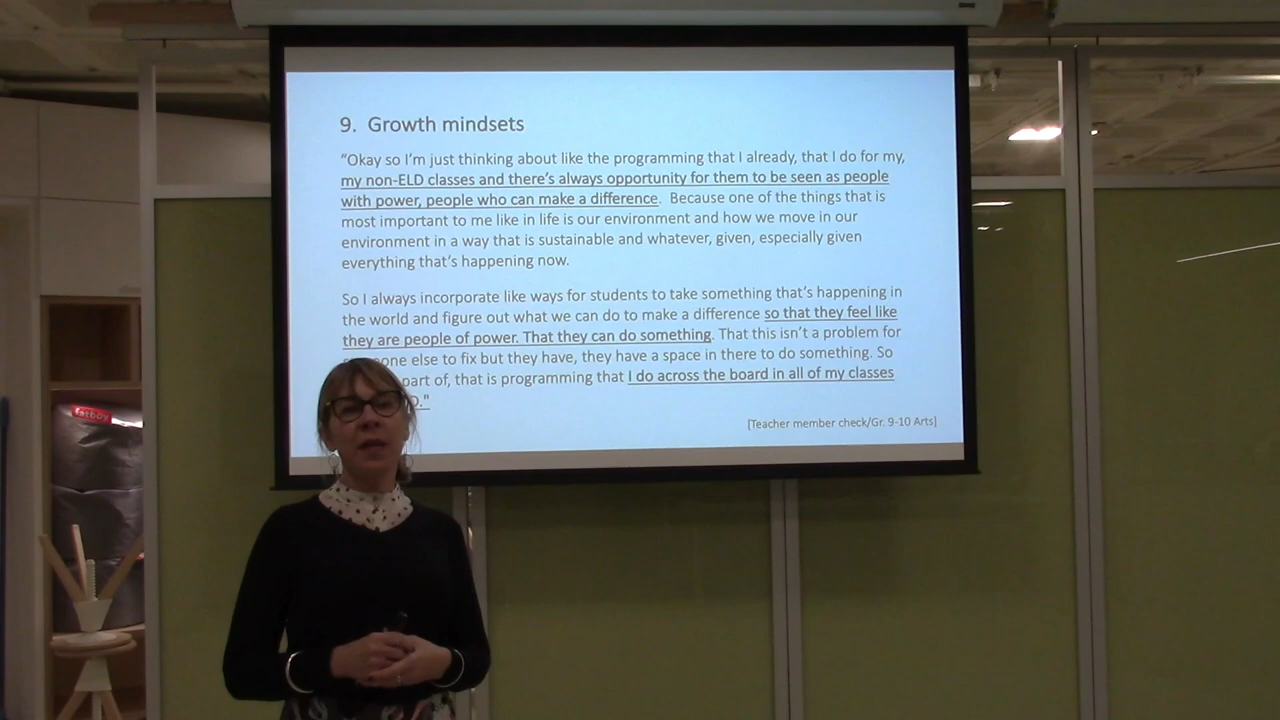 9. Growth mindsets
“Okay so I’m just thinking about like the programming that I already, that I do for my,
my non-ELD classes and there’s always opportunity for them to be seen as people
with power, people who can make a difference. Because one of the things that is
most important to me like in life is our environment and how we move in our
environment in a way that is sustainable and whatever, given, especially given
everything that’s happening now.
So I always incorporate like ways for students to take something that’s happening in
the world and figure out what we can do to make a difference so that they feel like
they are people of power. That they can do something. That this isn’t a problem for
else to fix but they have, they have a space in there to do something. So
part of, that is programming that I do across the board in all of my classes
[Teacher member check/Gr. 9-10 Arts]
fatboy